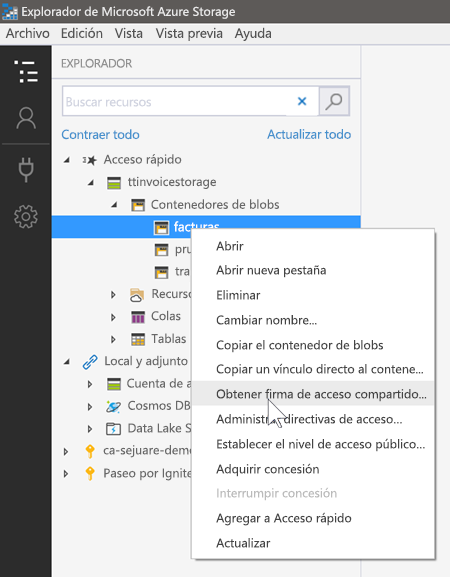 Explorador de Microsoft Azure Storage
Archivo Edición Vista Vista previa Ayuda
EXPLORADOR
Buscar recursos
Contraer todo Actualizar todo
Acceso rápido
ttinvoicestorage
Contenedores de blobs
facturas
pru
tra
Recurso
Colas
Tablas
Local y adjunto
Cuenta de a
Cosmos DB
Data Lake S
ca-sejuare-demo
Paseo por Ignite
Abrir
Abrir nueva pestaña
Eliminar
Cambiar nombre...
Copiar el contenedor de blobs
Copiar un vínculo directo al contene...
Obtener firma de acceso compartido...
Administrar directivas de acceso...
Establecer el nivel de acceso público...
Adquirir concesión
Interrumpir concesión
Agregar a Acceso rápido
Actualizar